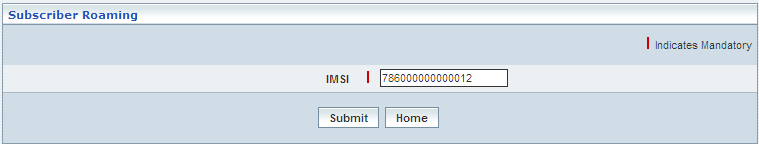 Subscriber Roaming
Indicates Mandatory
IMSI 786000000000012
Submit Home